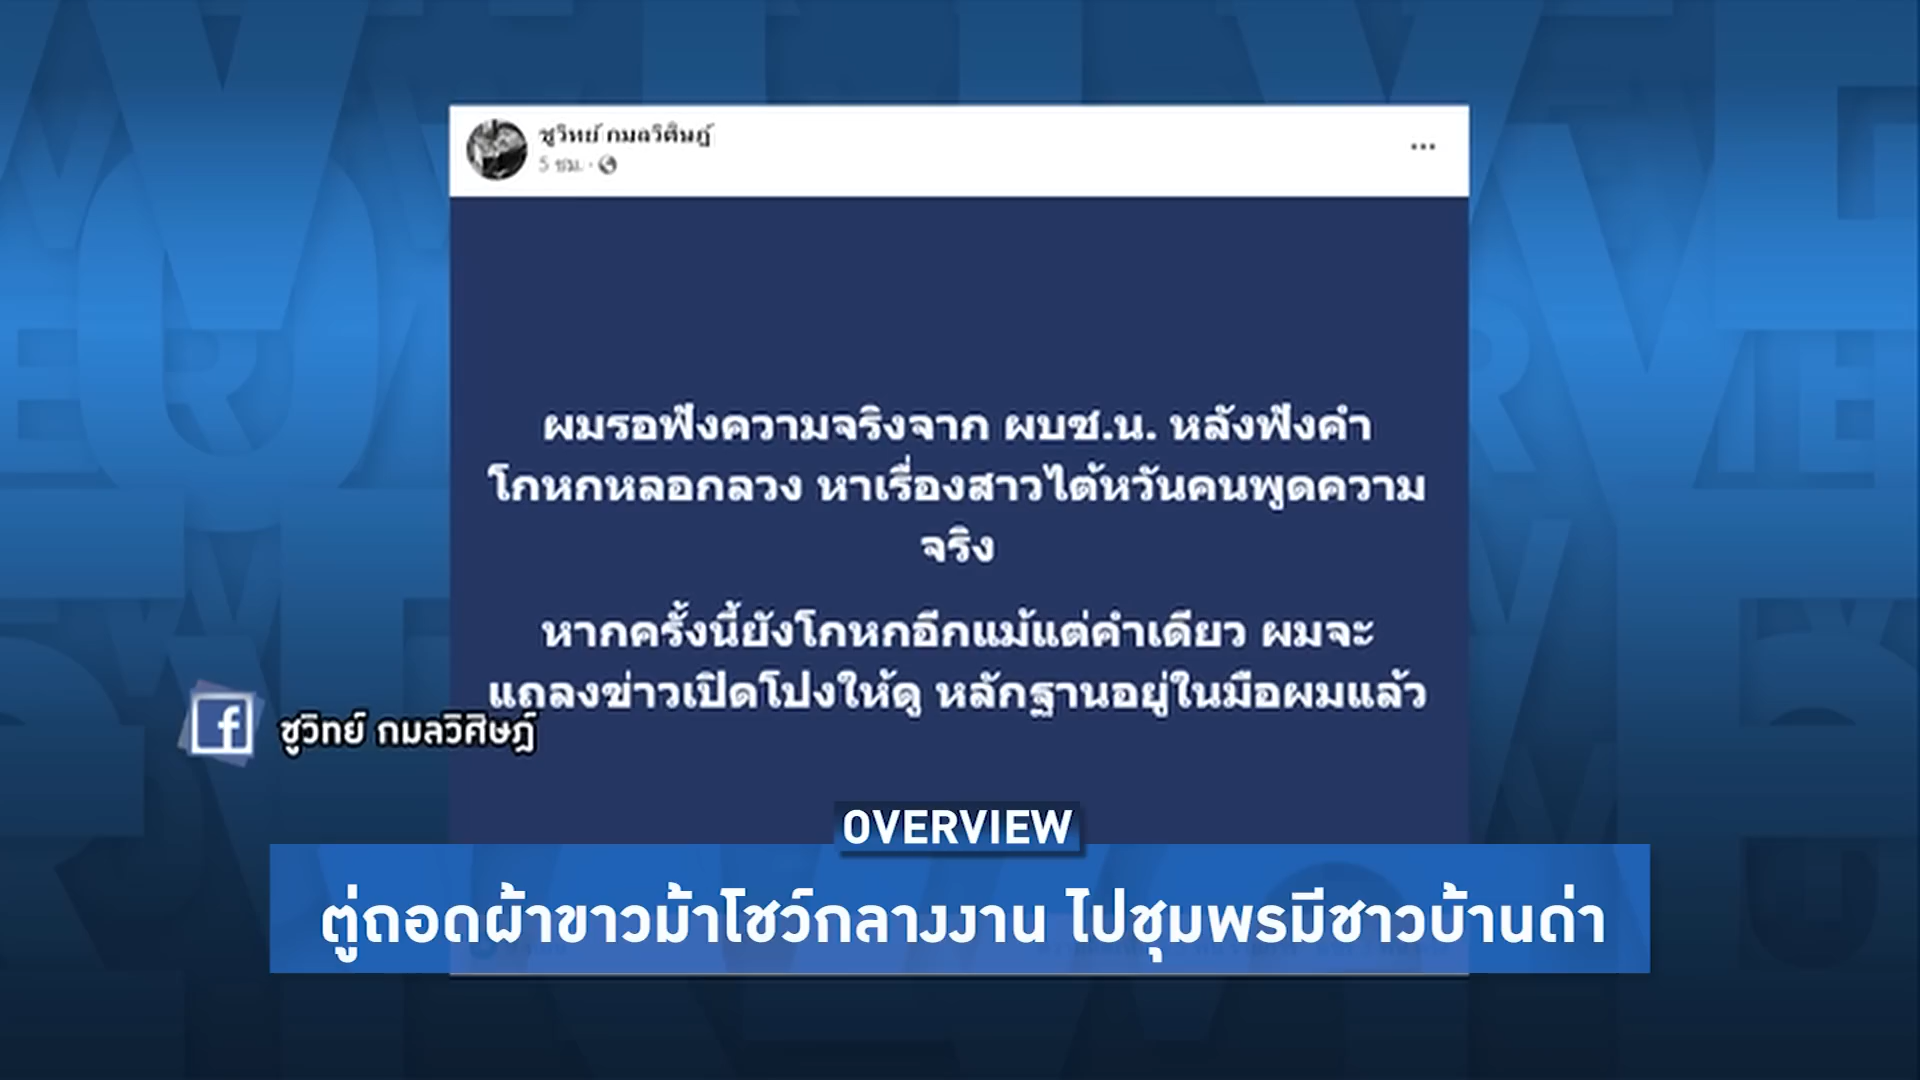 ชูวิทย์ กมลวิศิษฎ์
5 ชม.
ผมรอฟังความจริงจาก ผบช.น. หลังฟังคำ
โกหกหลอกลวง หาเรื่องสาวไต้หวันคนพูดความ
จริง
หากครั้งนี้ยังโกหกอีกแม้แต่คำเดียว ผมจะ
แถลงข่าวเปิดโปงให้ดู หลักฐานอยู่ในมือผมแล้ว
ชูวิทย์ กมลวิศิษฎ์
OVERVIEW
ตู่ถอดผ้าขาวม้าโชว์กลางงาน ไปชุมพรมีชาวบ้านด่า